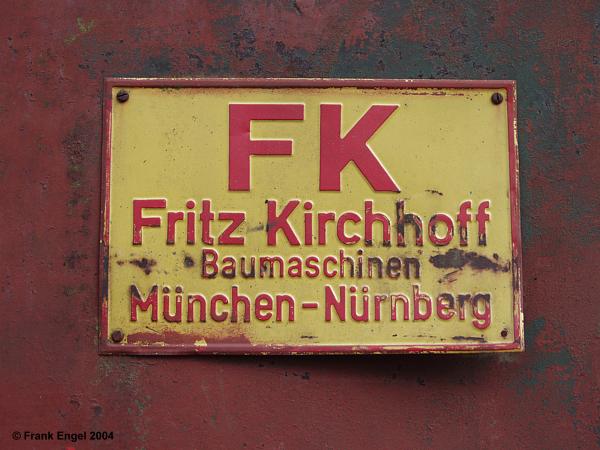 FK
Fritz Kirchhoff
Baumaschinen
München-Nürnberg
© Frank Engel 2004